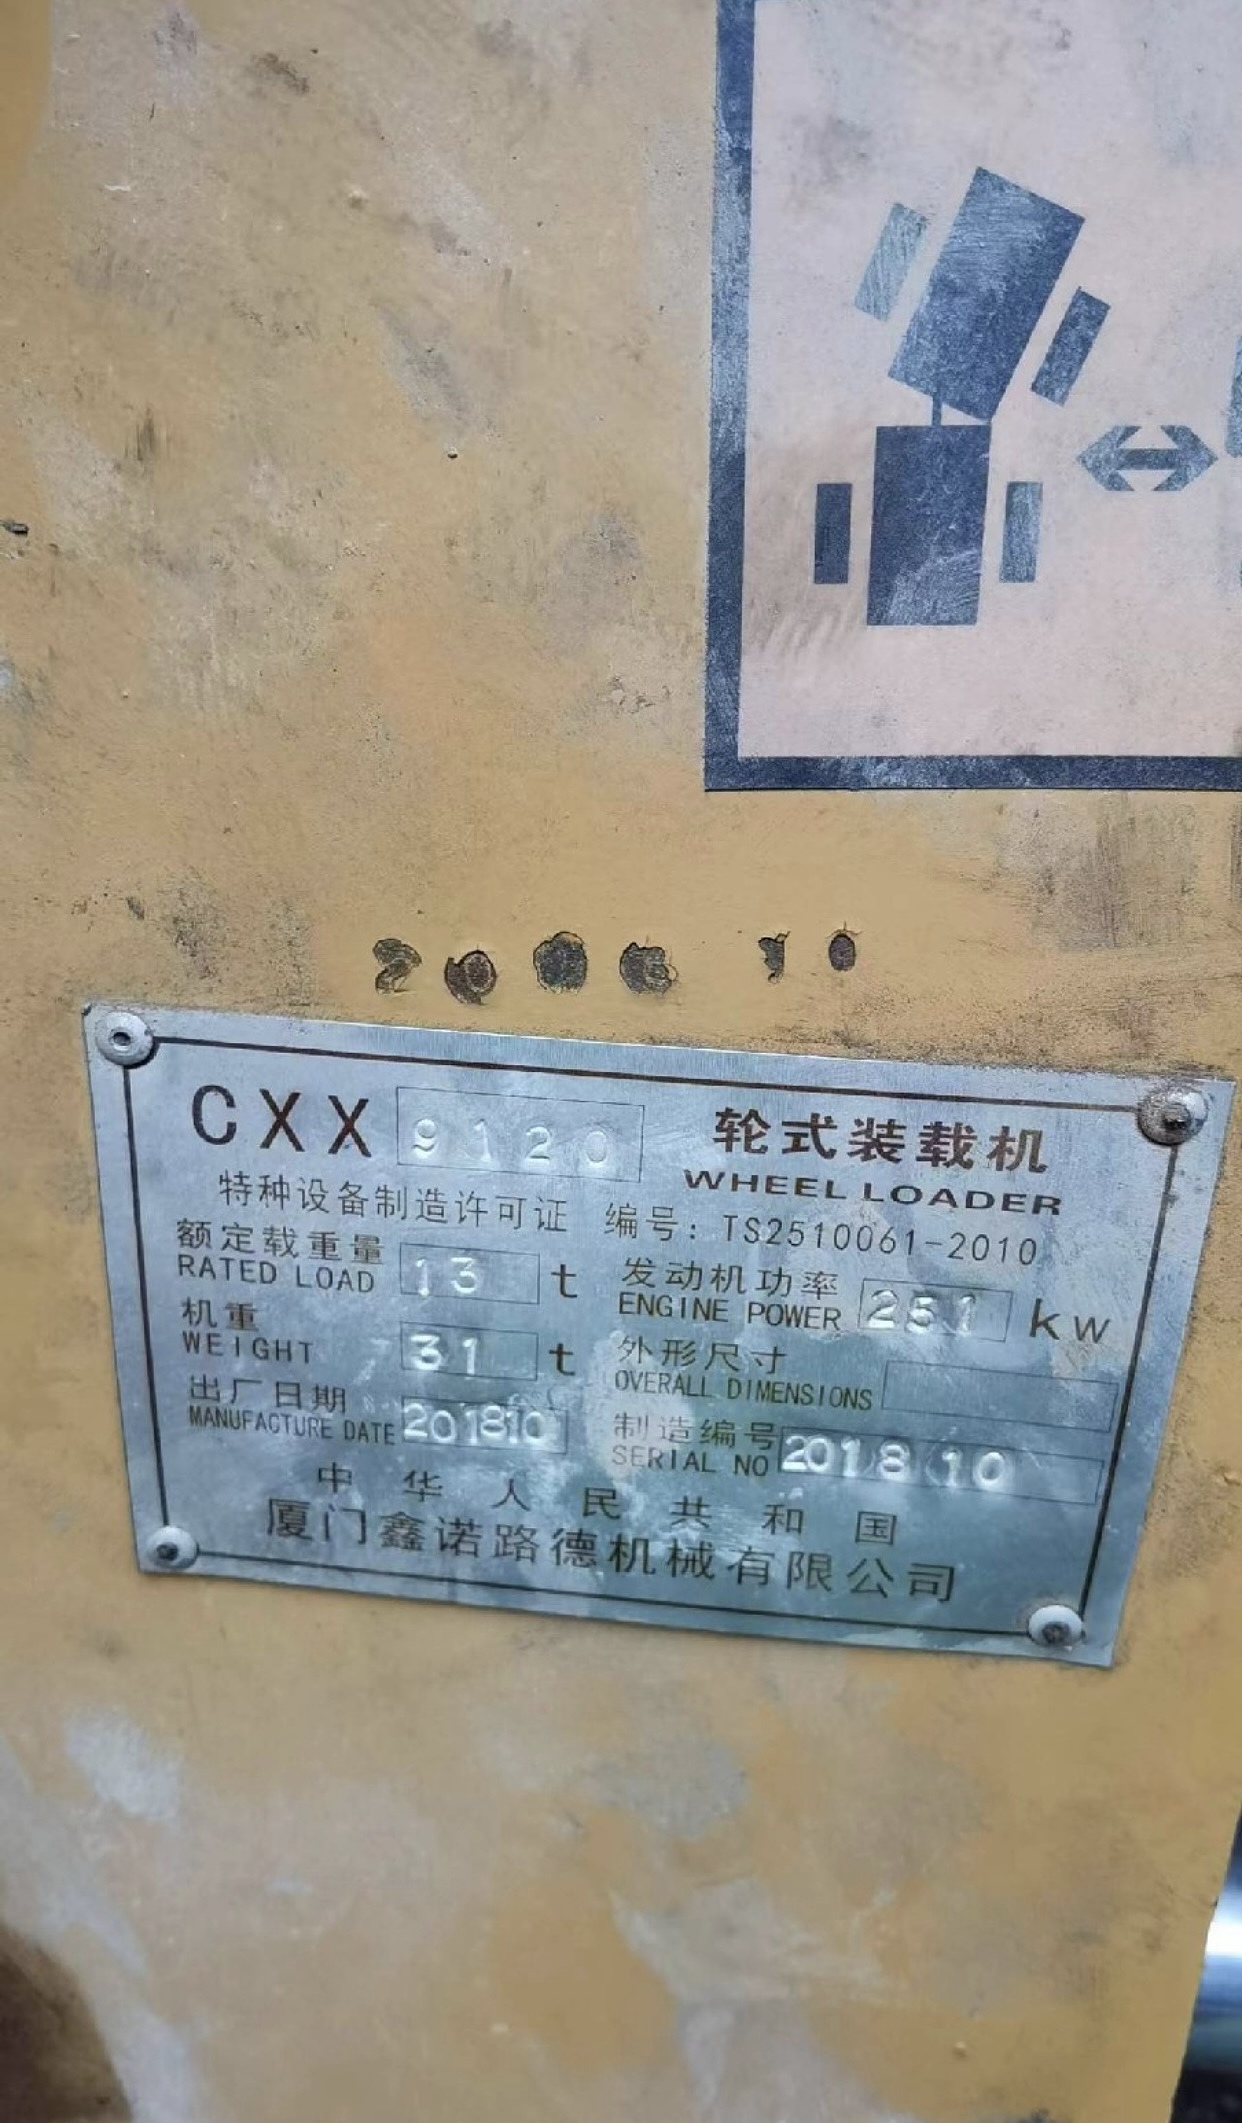 CXX 9120 轮式装载机
WHEEL LOADER
特种设备制造许可证 编号: TS2510061-2010
额定载重量 13 t
RATED LOAD
发动机功率 251 kw
ENGINE POWER
机重 31 t
WEIGHT
外形尺寸
OVERALL DIMENSIONS
出厂日期 201810
MANUFACTURE DATE
制造编号 2018 10
SERIAL NO
中华人民共和国
厦门鑫诺路德机械有限公司